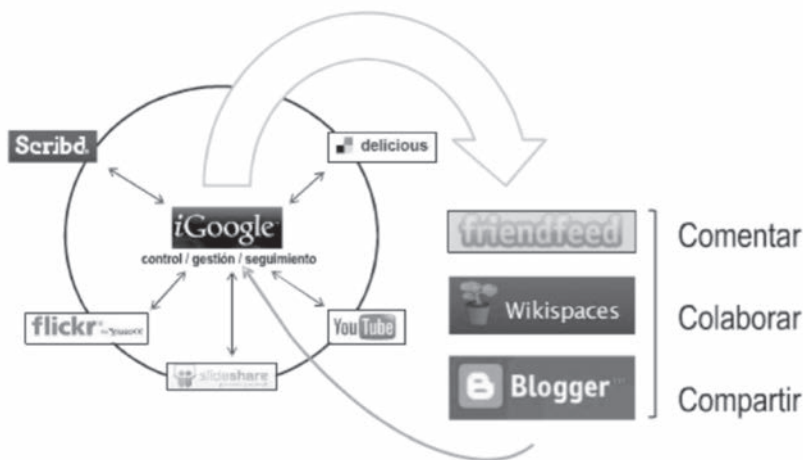 Scribd.
delicious
iGoogle
control / gestión / seguimiento
flickr
YouTube
slideshare
friendfeed
Comentar
Wikispaces
Colaborar
Blogger
Compartir